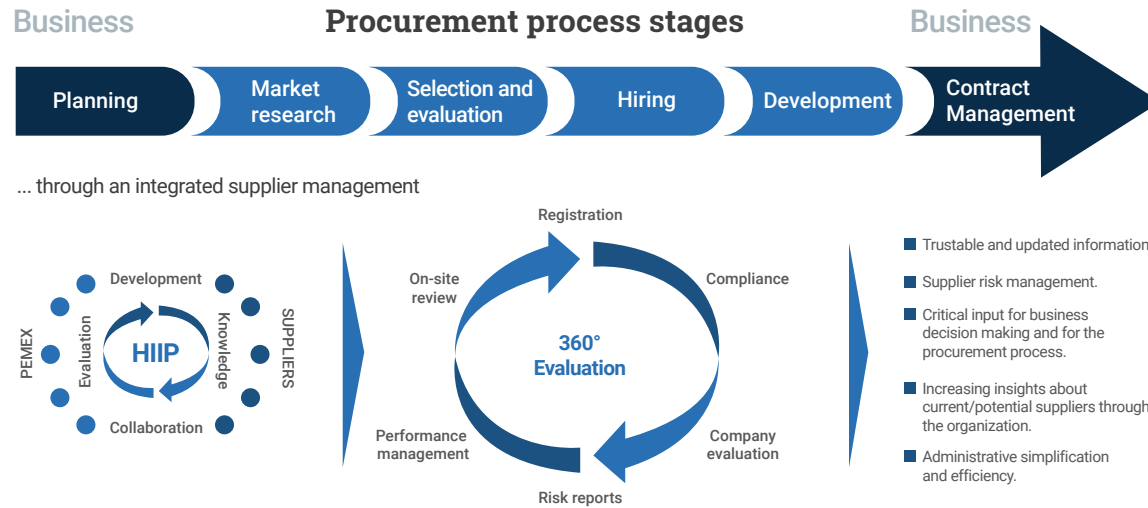 Business
Procurement process stages
Business
Planning
Market
research
Selection and
evaluation
Hiring
Development
Contract
Management
... through an integrated supplier management
PEMEX
Evaluation
Development
HIIP
Knowledge
Collaboration
SUPPLIERS
Registration
On-site
review
Compliance
360°
Evaluation
Performance
management
Company
evaluation
Risk reports
Trustable and updated information
Supplier risk management.
Critical input for business
decision making and for the
procurement process.
Increasing insights about
current/potential suppliers through
the organization.
Administrative simplification
and efficiency.